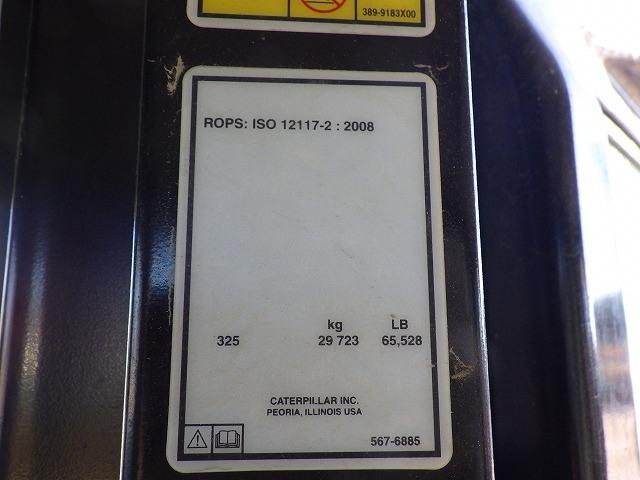 389-9183X00
ROPS: ISO 12117-2 : 2008
kg LB
325 29 723 65,528
CATERPILLAR INC.
PEORIA, ILLINOIS USA
567-6885